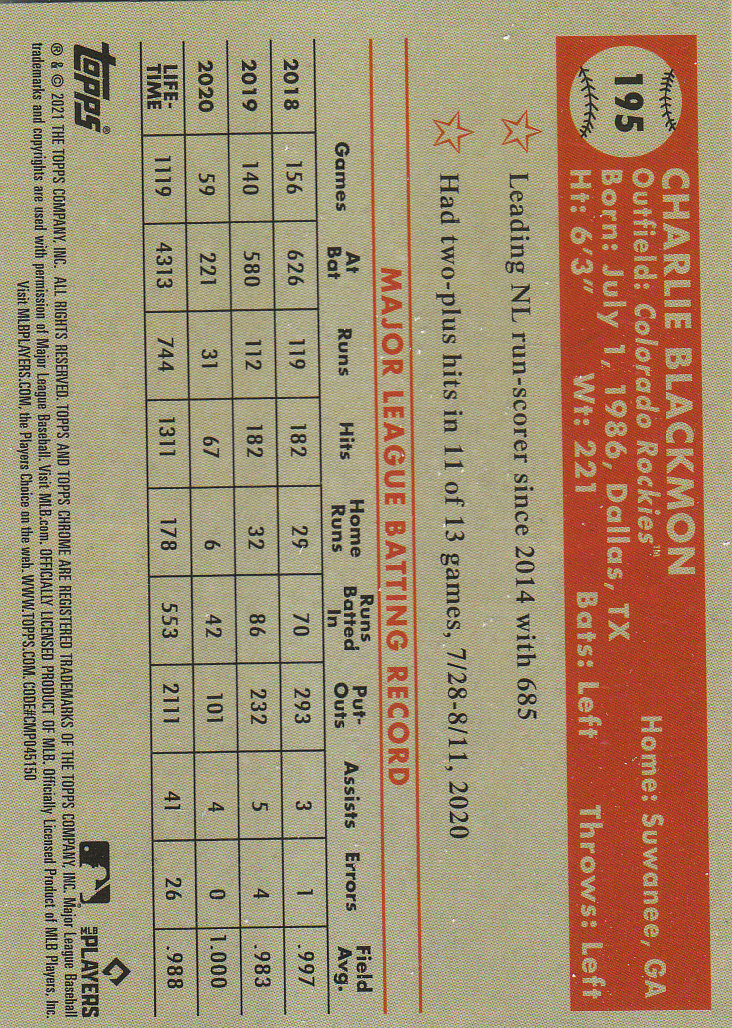 195
CHARLIE BLACKMON
Outfield: Colorado Rockies™ Home: Suwanee, GA
Born: July 1, 1986, Dallas, TX
Ht: 6'3" Wt: 221 Bats: Left Throws: Left
Leading NL run-scorer since 2014 with 685
Had two-plus hits in 11 of 13 games, 7/28-8/11, 2020
MAJOR LEAGUE BATTING RECORD
Games At Bat Runs Hits Home Runs Runs Batted In Put-Outs Assists Errors Field Avg.
2018 156 626 119 182 29 70 293 3 1 .997
2019 140 580 112 182 32 86 232 5 4 .983
2020 59 221 31 67 6 42 101 4 0 1.000
LIFE-TIME 1119 4313 744 1311 178 553 2111 41 26 .988
topps®
MLB PLAYERS
® & © 2021 THE TOPPS COMPANY, INC. ALL RIGHTS RESERVED. TOPPS AND TOPPS CHROME ARE REGISTERED TRADEMARKS OF THE TOPPS COMPANY, INC. Major League Baseball
trademarks and copyrights are used with permission of Major League Baseball. Visit MLB.com. OFFICIALLY LICENSED PRODUCT OF MLB. Officially Licensed Product of MLB Players, Inc.
Visit MLBPLAYERS.COM, the Players Choice on the web. WWW.TOPPS.COM. CODE#CMP045150